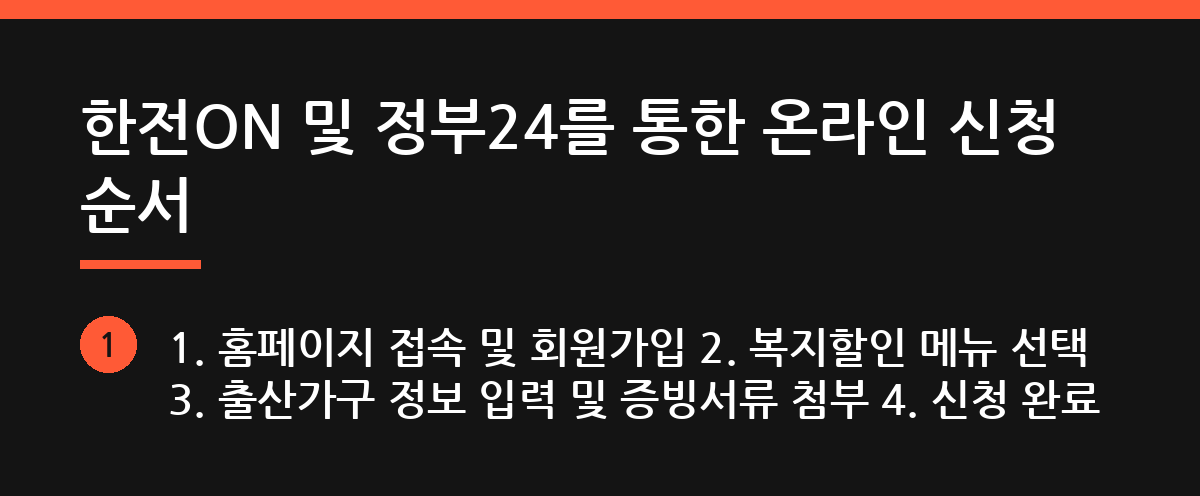 한전ON 및 정부24를 통한 온라인 신청
순서
1
1. 홈페이지 접속 및 회원가입 2. 복지할인 메뉴 선택
3. 출산가구 정보 입력 및 증빙서류 첨부 4. 신청 완료